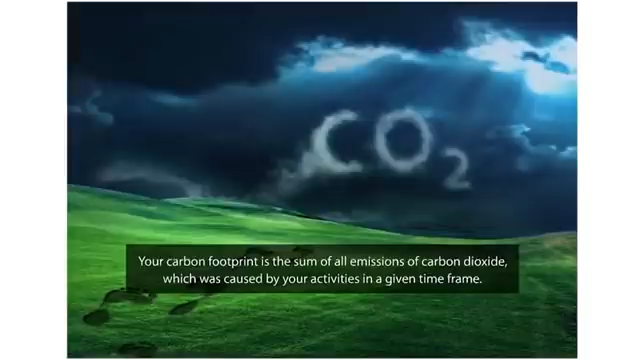 CO2
Your carbon footprint is the sum of all emissions of carbon dioxide,
which was caused by your activities in a given time frame.